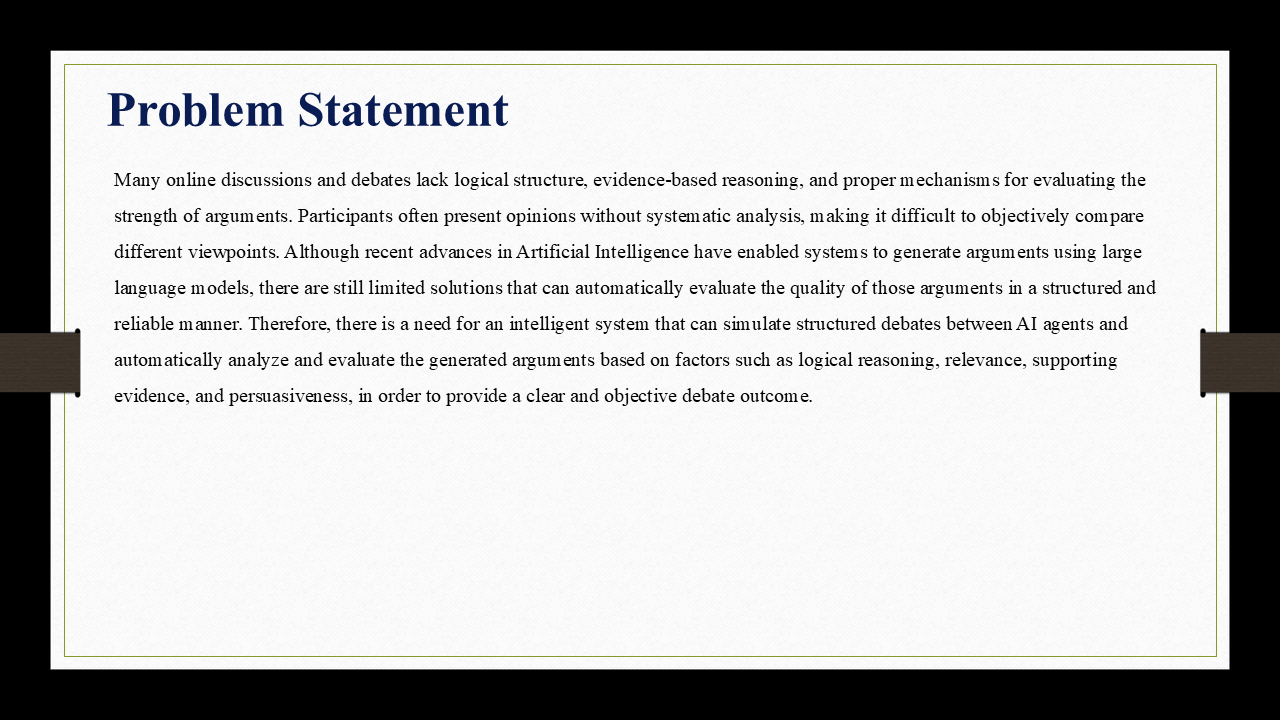 Problem Statement
Many online discussions and debates lack logical structure, evidence-based reasoning, and proper mechanisms for evaluating the
strength of arguments. Participants often present opinions without systematic analysis, making it difficult to objectively compare
different viewpoints. Although recent advances in Artificial Intelligence have enabled systems to generate arguments using large
language models, there are still limited solutions that can automatically evaluate the quality of those arguments in a structured and
reliable manner. Therefore, there is a need for an intelligent system that can simulate structured debates between AI agents and
automatically analyze and evaluate the generated arguments based on factors such as logical reasoning, relevance, supporting
evidence, and persuasiveness, in order to provide a clear and objective debate outcome.